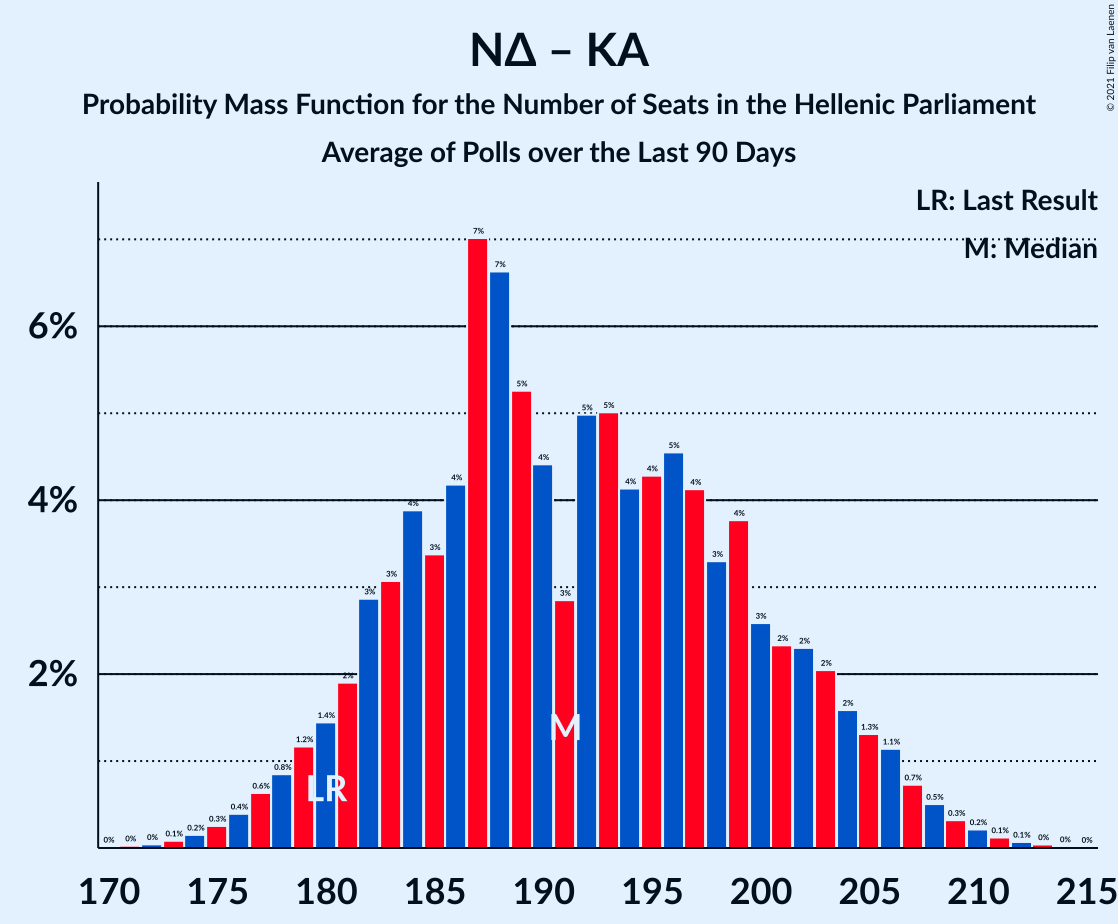 © 2021 Filip van Laenen
ΝΔ – ΚΑ
Probability Mass Function for the Number of Seats in the Hellenic Parliament
Average of Polls over the Last 90 Days
LR: Last Result
M: Median
6%
4%
2%
0% 0% 0% 0.1% 0.2% 0.3% 0.4% 0.6% 0.8% 1.2% 1.4% 2% 3% 3% 4% 3% 4% 7% 7% 5% 4% 3% 5% 5% 4% 4% 5% 4% 3% 4% 3% 2% 2% 2% 2% 1.3% 1.1% 0.7% 0.5% 0.3% 0.2% 0.1% 0.1% 0% 0% 0%
LR
M
170 175 180 185 190 195 200 205 210 215